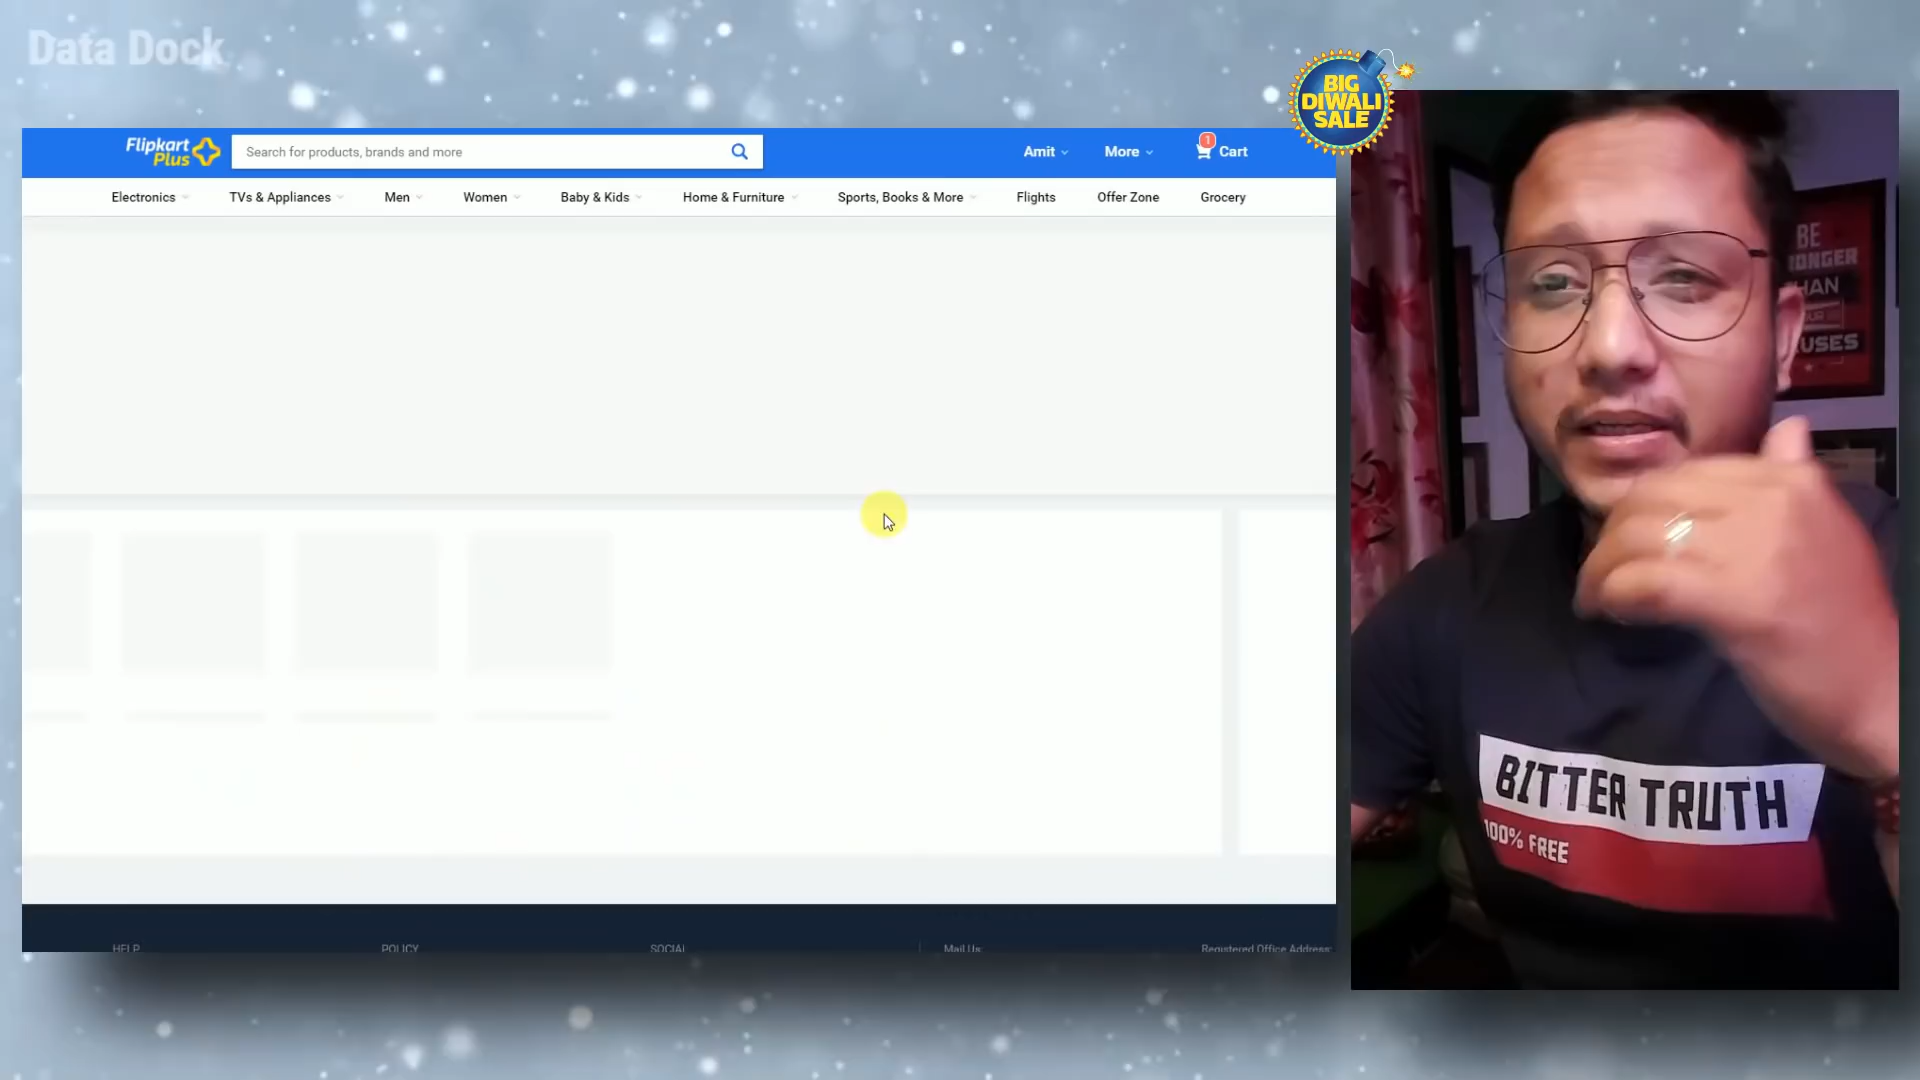 Data Dock
BIG
DIWALI
SALE
Flipkart
Plus
Search for products, brands and more
Amit
More
1
Cart
Electronics
TVs & Appliances
Men
Women
Baby & Kids
Home & Furniture
Sports, Books & More
Flights
Offer Zone
Grocery
BE
HAN
USES
BITTER TRUTH
100% FREE
HELP
POLICY
SOCIAL
Mail Us:
Registered Office Address: